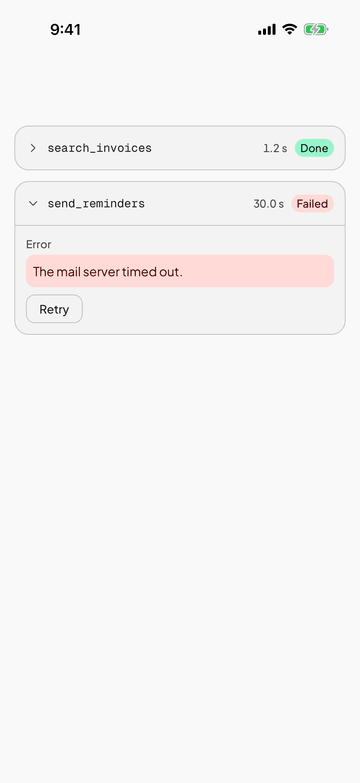 9:41
search_invoices 1.2 s Done
send_reminders 30.0 s Failed
Error
The mail server timed out.
Retry